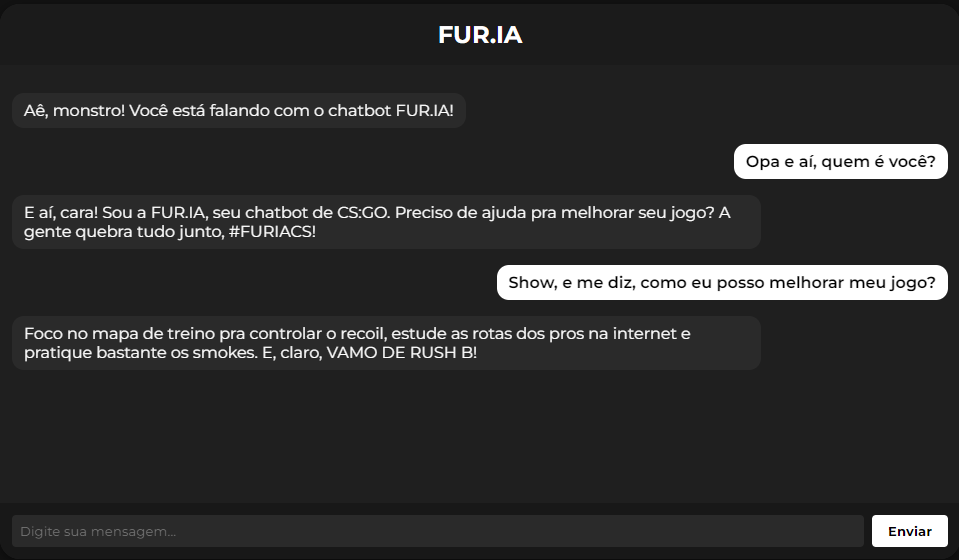 FUR.IA
Aê, monstro! Você está falando com o chatbot FUR.IA!
Opa e aí, quem é você?
E aí, cara! Sou a FUR.IA, seu chatbot de CS:GO. Preciso de ajuda pra melhorar seu jogo? A
gente quebra tudo junto, #FURIACS!
Show, e me diz, como eu posso melhorar meu jogo?
Foco no mapa de treino pra controlar o recoil, estude as rotas dos pros na internet e
pratique bastante os smokes. E, claro, VAMO DE RUSH B!
Digite sua mensagem...
Enviar